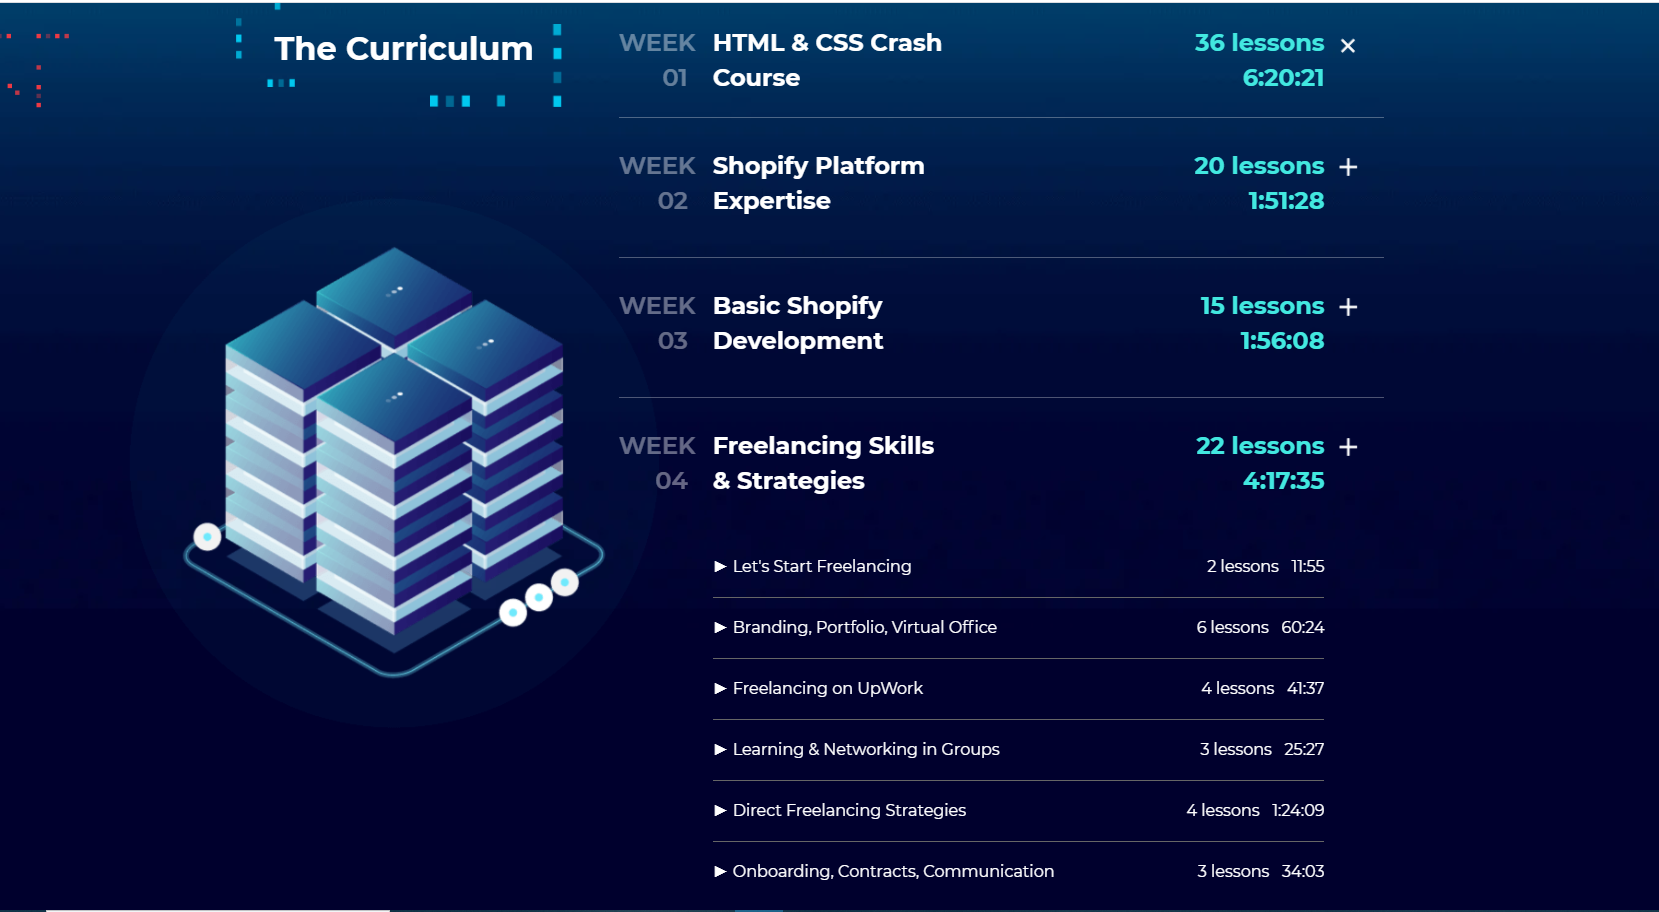 The Curriculum
WEEK HTML & CSS Crash 36 lessons ×
01 Course 6:20:21
WEEK Shopify Platform 20 lessons +
02 Expertise 1:51:28
WEEK Basic Shopify 15 lessons +
03 Development 1:56:08
WEEK Freelancing Skills 22 lessons +
04 & Strategies 4:17:35
▶ Let's Start Freelancing 2 lessons 11:55
▶ Branding, Portfolio, Virtual Office 6 lessons 60:24
▶ Freelancing on UpWork 4 lessons 41:37
▶ Learning & Networking in Groups 3 lessons 25:27
▶ Direct Freelancing Strategies 4 lessons 1:24:09
▶ Onboarding, Contracts, Communication 3 lessons 34:03